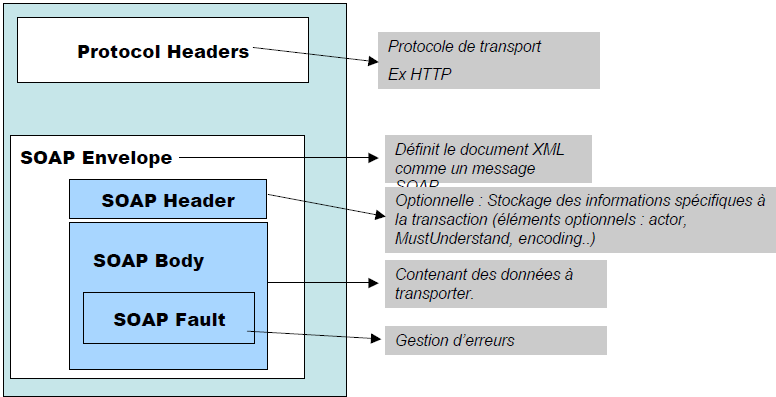 Protocol Headers
Protocole de transport
Ex HTTP
SOAP Envelope
Définit le document XML
comme un message
SOAP
SOAP Header
Optionnelle : Stockage des informations spécifiques à
la transaction (éléments optionnels : actor,
MustUnderstand, encoding..)
SOAP Body
Contenant des données à
transporter.
SOAP Fault
Gestion d’erreurs